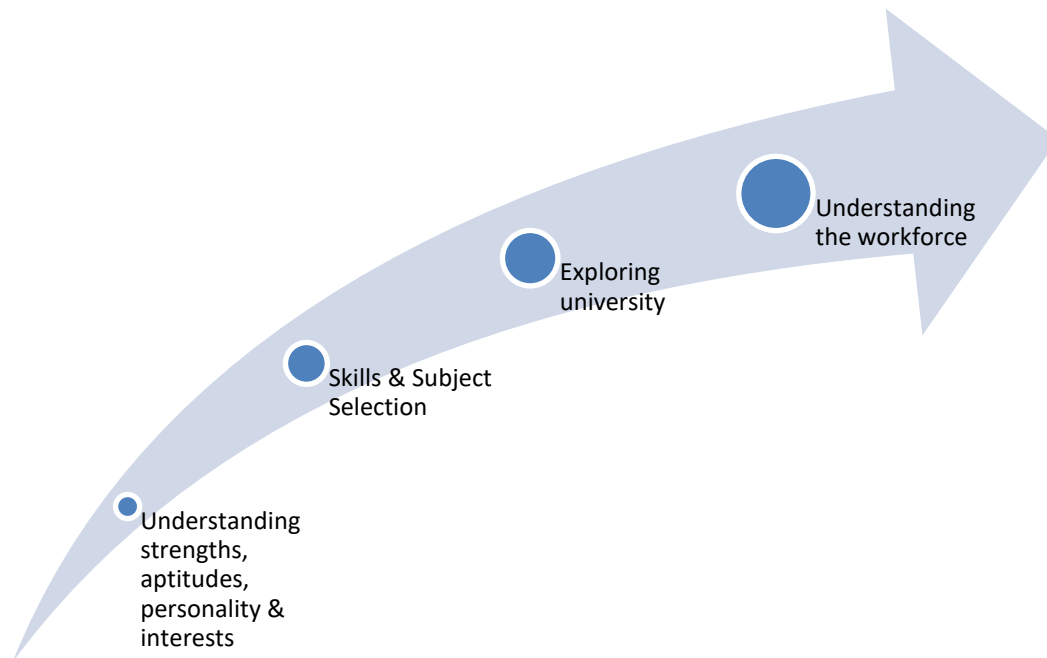 Understanding
strengths,
aptitudes,
personality &
interests
Skills & Subject
Selection
Exploring
university
Understanding
the workforce